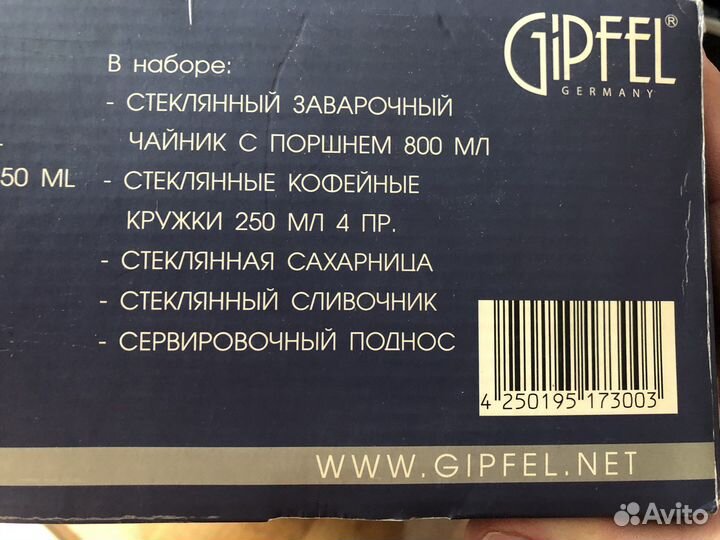 GIPFEL®
GERMANY
В наборе:
- СТЕКЛЯННЫЙ ЗАВАРОЧНЫЙ
ЧАЙНИК С ПОРШНЕМ 800 МЛ
50 ML
- СТЕКЛЯННЫЕ КОФЕЙНЫЕ
КРУЖКИ 250 МЛ 4 ПР.
- СТЕКЛЯННАЯ САХАРНИЦА
- СТЕКЛЯННЫЙ СЛИВОЧНИК
- СЕРВИРОВОЧНЫЙ ПОДНОС
4 250195 173003
WWW.GIPFEL.NET
Avito